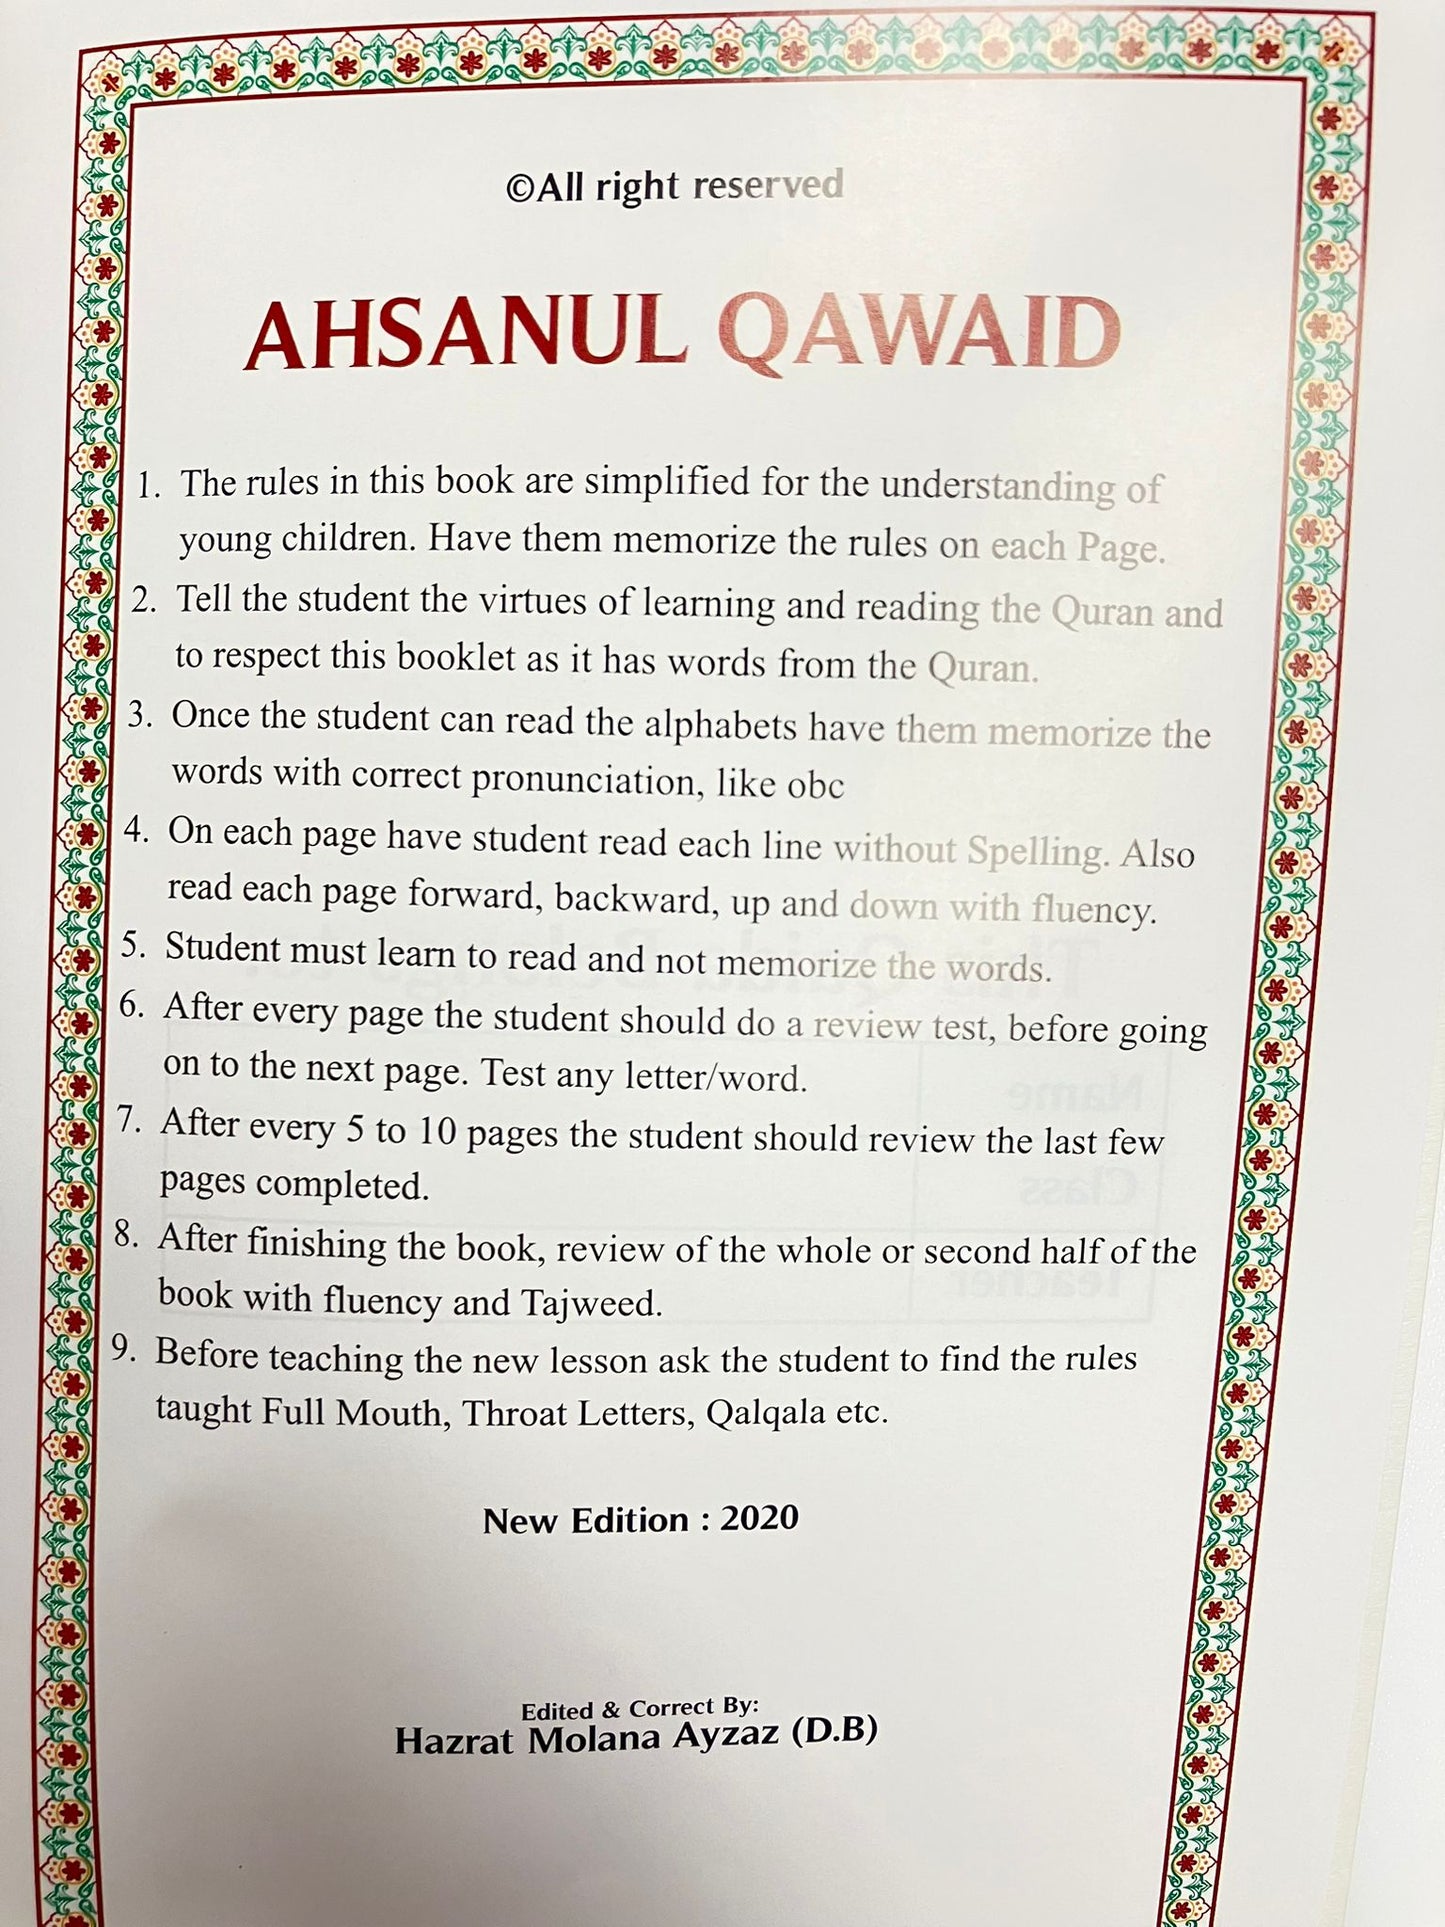 ©All right reserved
AHSANUL QAWAID
1. The rules in this book are simplified for the understanding of
young children. Have them memorize the rules on each Page.
2. Tell the student the virtues of learning and reading the Quran and
to respect this booklet as it has words from the Quran.
3. Once the student can read the alphabets have them memorize the
words with correct pronunciation, like obc
4. On each page have student read each line without Spelling. Also
read each page forward, backward, up and down with fluency.
5. Student must learn to read and not memorize the words.
6. After every page the student should do a review test, before going
on to the next page. Test any letter/word.
7. After every 5 to 10 pages the student should review the last few
pages completed.
8. After finishing the book, review of the whole or second half of the
book with fluency and Tajweed.
9. Before teaching the new lesson ask the student to find the rules
taught Full Mouth, Throat Letters, Qalqala etc.
New Edition : 2020
Edited & Correct By:
Hazrat Molana Ayzaz (D.B)